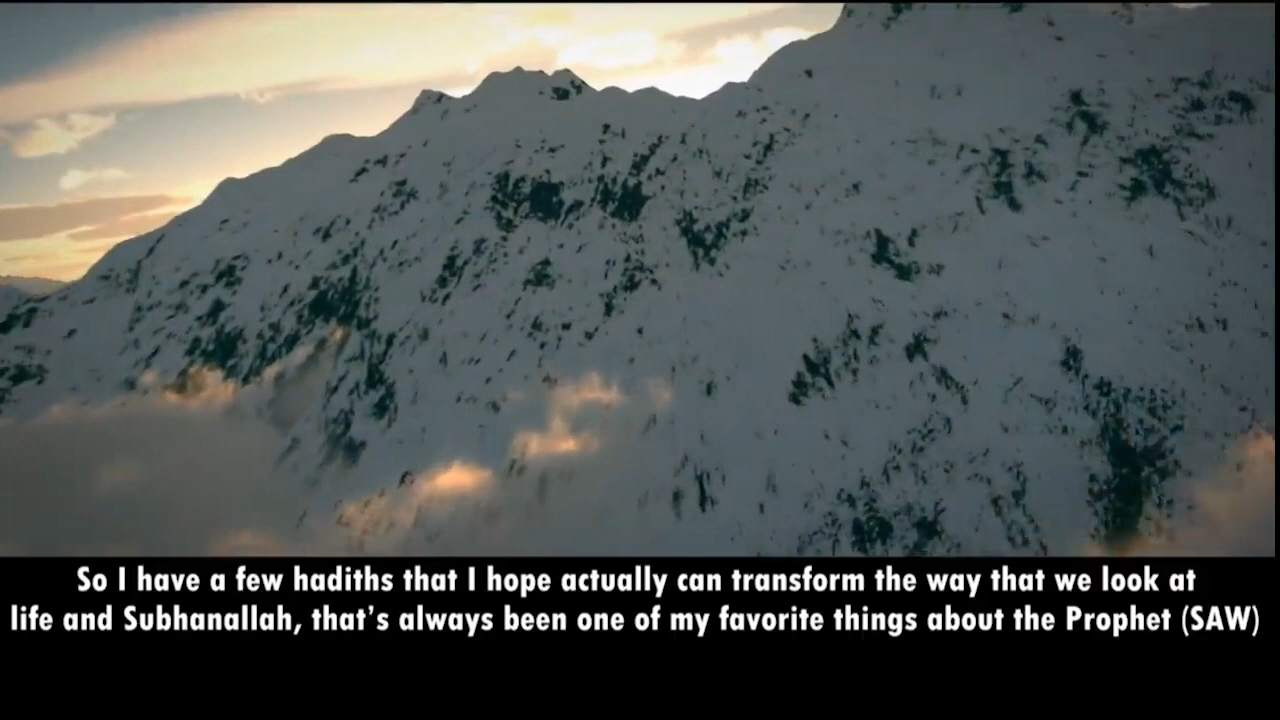 So I have a few hadiths that I hope actually can transform the way that we look at
life and Subhanallah, that's always been one of my favorite things about the Prophet (SAW)